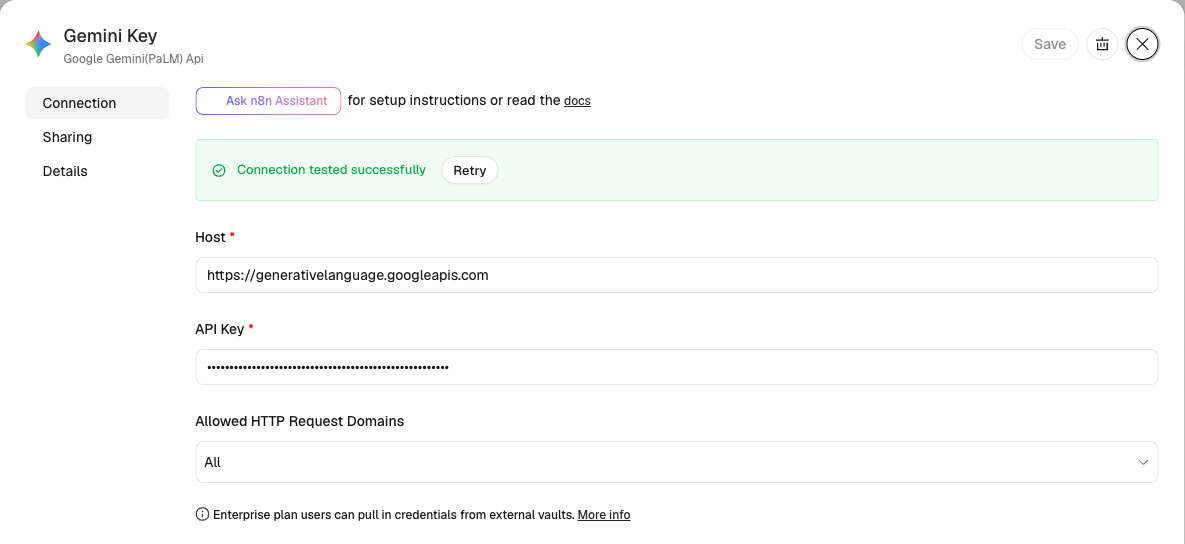 Gemini Key
Google Gemini(PaLM) Api
Save
Connection
Sharing
Details
Ask n8n Assistant for setup instructions or read the docs
Connection tested successfully Retry
Host *
https://generativelanguage.googleapis.com
API Key *
••••••••••••••••••••••••••••••••••••••••••••••••••••••
Allowed HTTP Request Domains
All
Enterprise plan users can pull in credentials from external vaults. More info